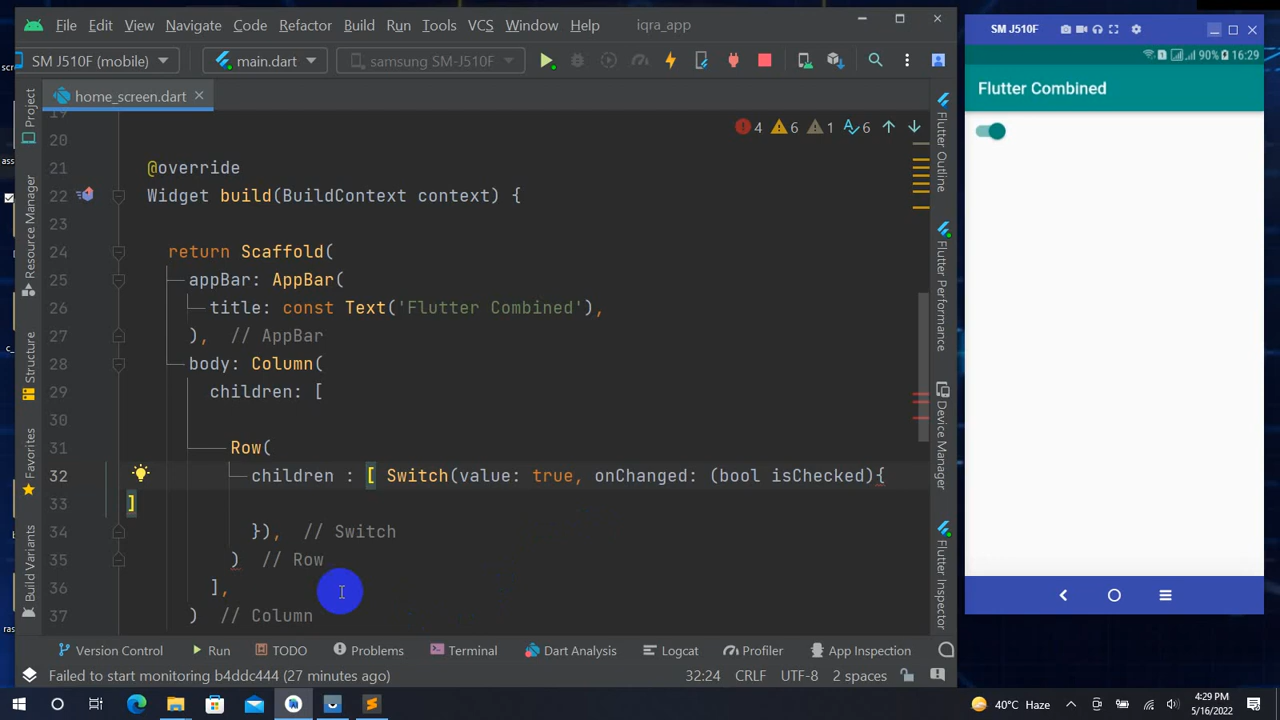 File Edit View Navigate Code Refactor Build Run Tools VCS Window Help iqra_app
SM J510F (mobile) main.dart samsung SM-J510F
home_screen.dart
4 6 1 6
19
20
21 @override
22 Widget build(BuildContext context) {
23
24 return Scaffold(
25 appBar: AppBar(
26 title: const Text('Flutter Combined'),
27 ), // AppBar
28 body: Column(
29 children: [
30
31 Row(
32 children : [ Switch(value: true, onChanged: (bool isChecked){
33 ]
34 }), // Switch
35 ) // Row
36 ],
37 ) // Column
Project
Resource Manager
Structure
Favorites
Build Variants
Flutter Outline
Flutter Performance
Device Manager
Flutter Inspector
Version Control Run TODO Problems Terminal Dart Analysis Logcat Profiler App Inspection
Failed to start monitoring b4ddc444 (27 minutes ago) 32:24 CRLF UTF-8 2 spaces
SM J510F
90% 16:29
Flutter Combined
40°C Haze
4:29 PM
5/16/2022